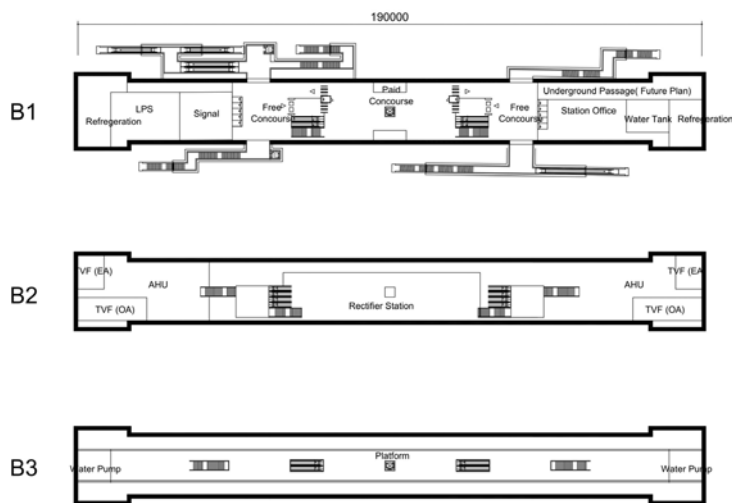 190000
B1
Underground Passage( Future Plan)
Paid
Concourse
LPS
Signal
Free
Concourse
Free
Concourse
Station Office
Refregeration
Water Tank
Refregeration
B2
TVF (EA)
TVF (EA)
AHU
AHU
TVF (OA)
Rectifier Station
TVF (OA)
B3
Platform
Water Pump
Water Pump